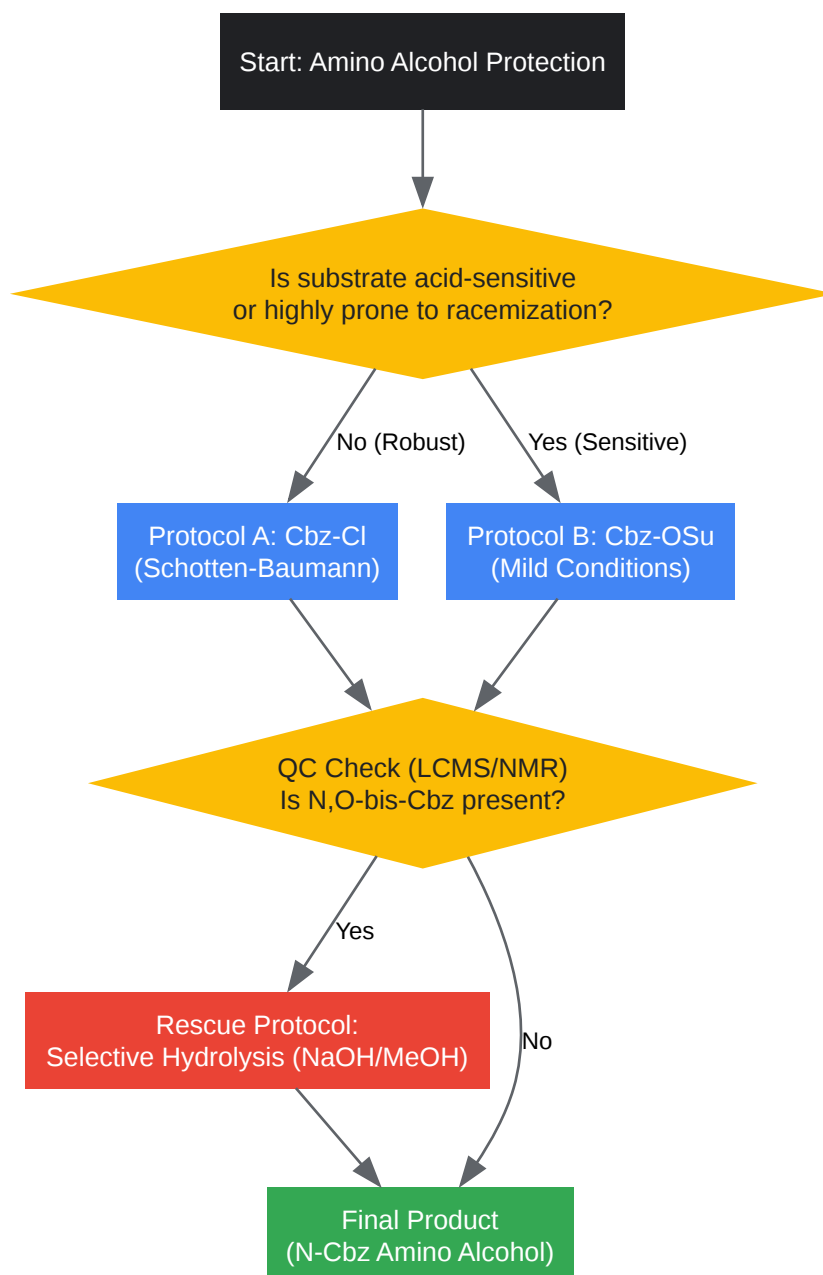 Start: Amino Alcohol Protection
Is substrate acid-sensitive
or highly prone to racemization?
No (Robust)
Yes (Sensitive)
Protocol A: Cbz-Cl
(Schotten-Baumann)
Protocol B: Cbz-OSu
(Mild Conditions)
QC Check (LCMS/NMR)
Is N,O-bis-Cbz present?
Yes
Rescue Protocol:
Selective Hydrolysis (NaOH/MeOH)
No
Final Product
(N-Cbz Amino Alcohol)